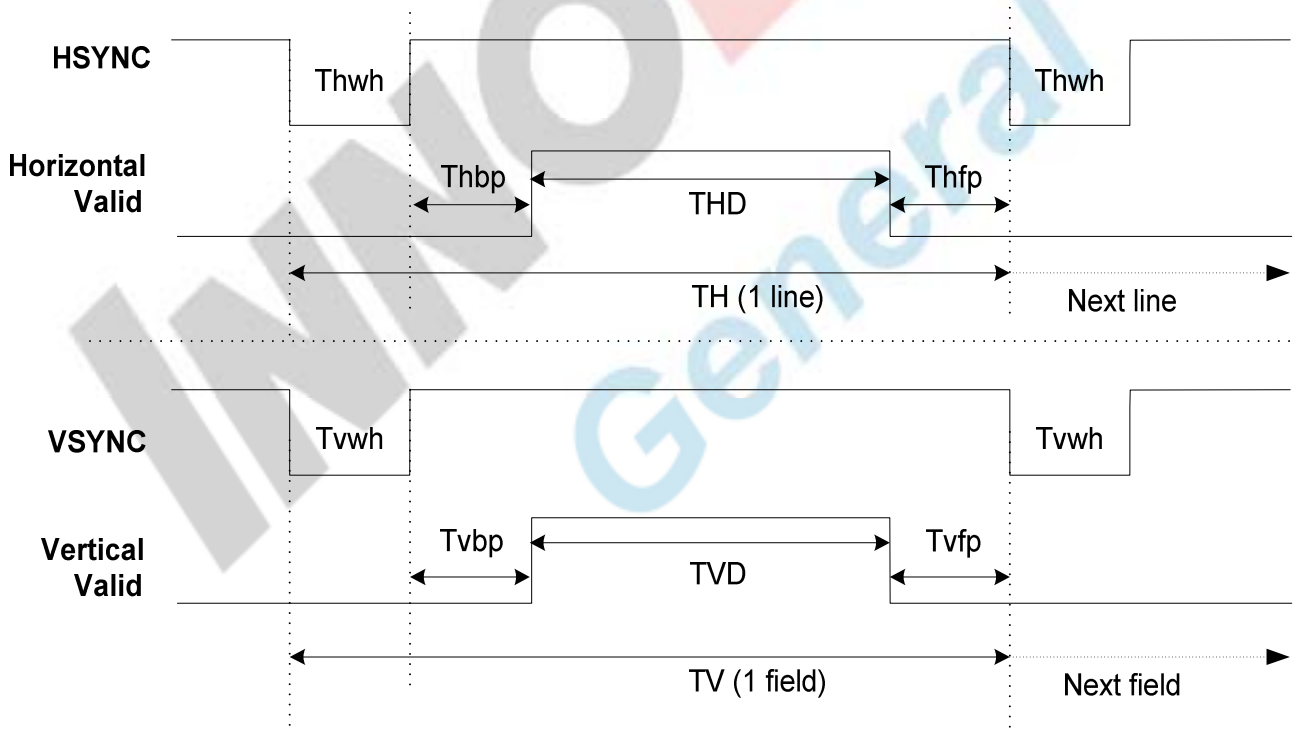 HSYNC
Thwh
Thwh
Horizontal
Valid
Thbp
THD
Thfp
TH (1 line)
Next line
VSYNC
Tvwh
Tvwh
Vertical
Valid
Tvbp
TVD
Tvfp
TV (1 field)
Next field
INNO
General